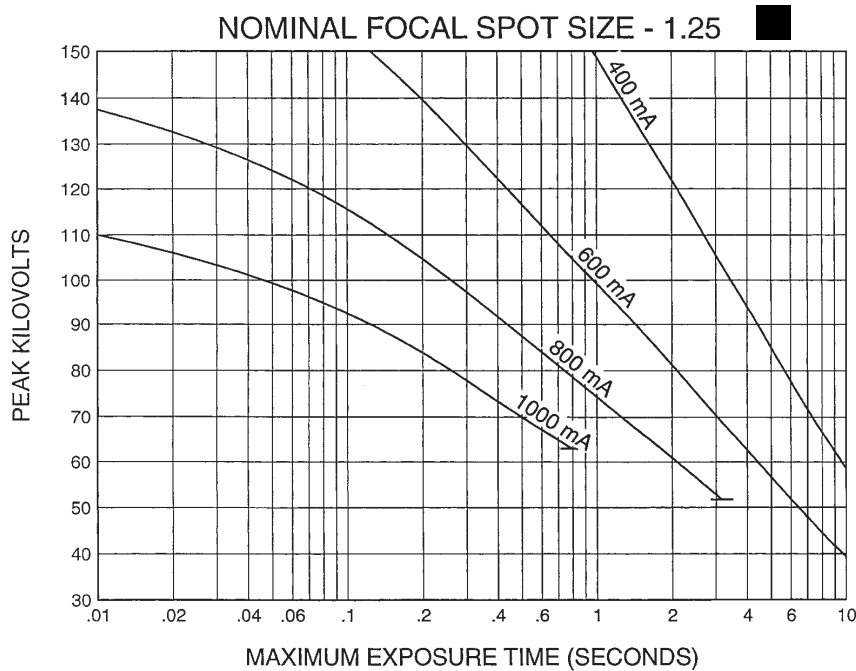 NOMINAL FOCAL SPOT SIZE - 1.25
150
140
130
120
110
100
90
80
70
60
50
40
30
PEAK KILOVOLTS
400 mA
600 mA
800 mA
1000 mA
.01 .02 .04 .06 .1 .2 .4 .6 1 2 4 6 10
MAXIMUM EXPOSURE TIME (SECONDS)